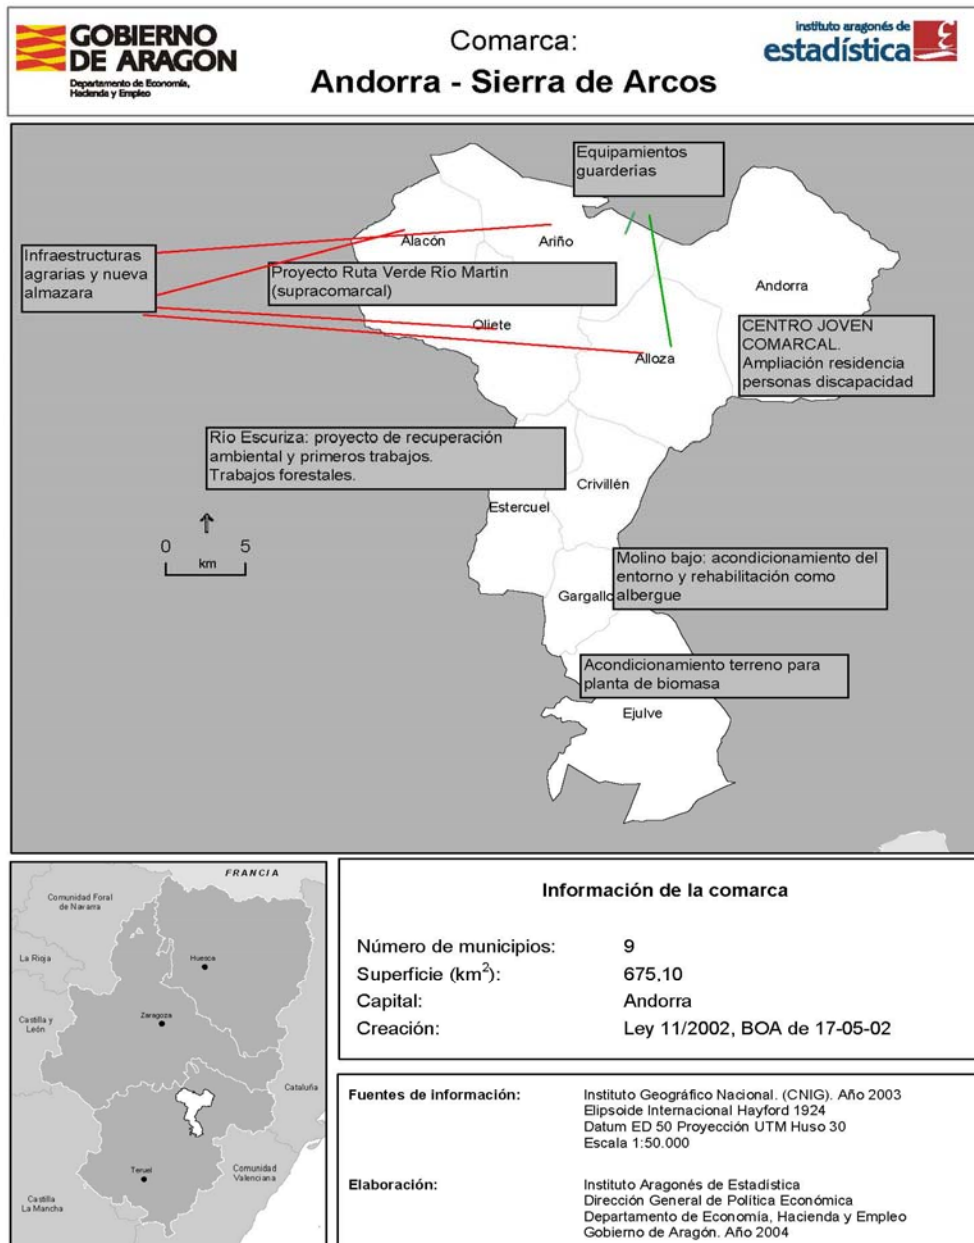 GOBIERNO
DE ARAGON
Departamento de Economía,
Hacienda y Empleo
Comarca:
Andorra - Sierra de Arcos
instituto aragonés de
estadística
Equipamientos
guarderías
Infraestructuras
agrarias y nueva
almazara
Alacón
Ariño
Proyecto Ruta Verde Río Martín
(supracomarcal)
Andorra
Oliete
Alloza
CENTRO JOVEN
COMARCAL.
Ampliación residencia
personas discapacidad
Río Escuriza: proyecto de recuperación
ambiental y primeros trabajos.
Trabajos forestales.
Crivillén
Estercuel
0 5
km
Molino bajo: acondicionamiento del
entorno y rehabilitación como
albergue
Gargallo
Acondicionamiento terreno para
planta de biomasa
Ejulve
FRANCIA
Comunidad Foral
de Navarra
La Rioja
Huesca
Castilla y
León
Zaragoza
Cataluña
Teruel
Comunidad
Valenciana
Castilla
La Mancha
Información de la comarca
Número de municipios: 9
Superficie (km²): 675,10
Capital: Andorra
Creación: Ley 11/2002, BOA de 17-05-02
Fuentes de información: Instituto Geográfico Nacional. (CNIG). Año 2003
Elipsoide Internacional Hayford 1924
Datum ED 50 Proyección UTM Huso 30
Escala 1:50.000
Elaboración: Instituto Aragonés de Estadística
Dirección General de Política Económica
Departamento de Economía, Hacienda y Empleo
Gobierno de Aragón. Año 2004